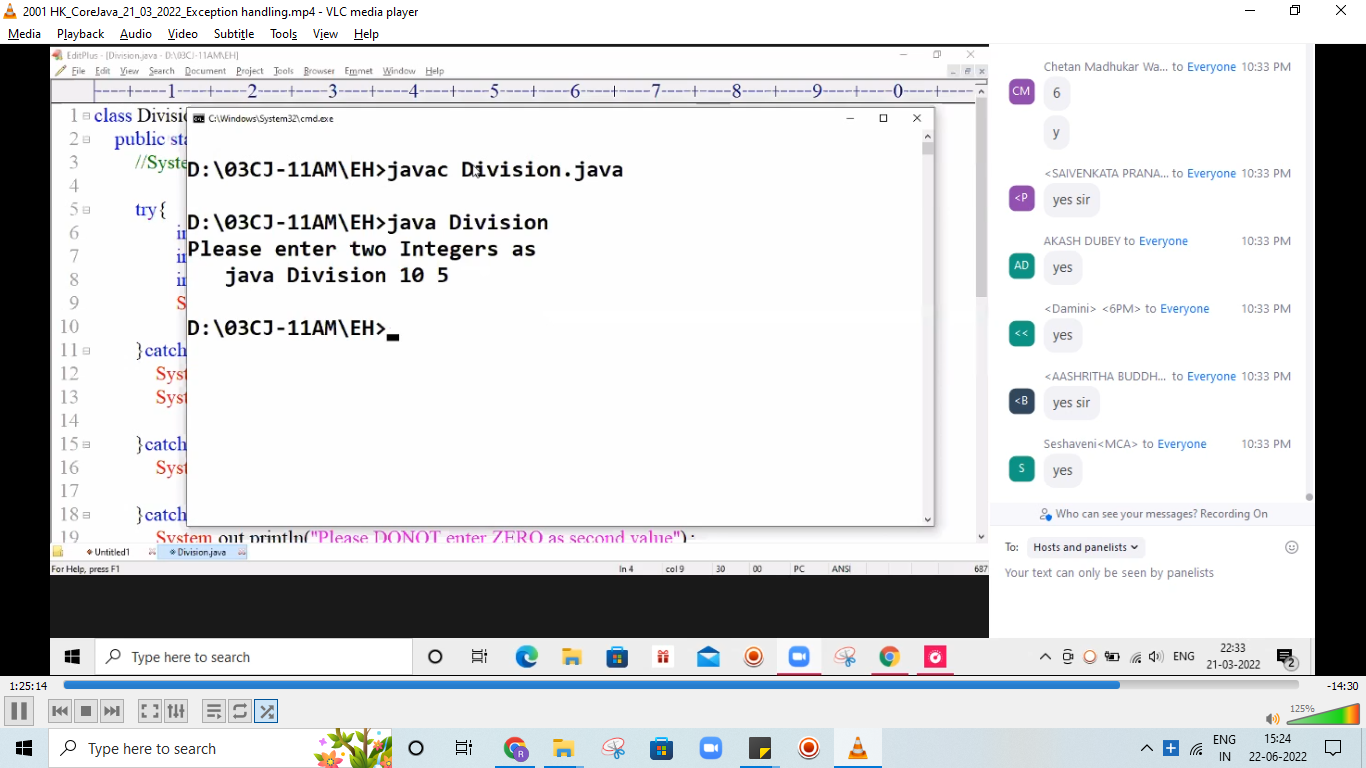 2001 HK_CoreJava_21_03_2022_Exception handling.mp4 - VLC media player
Media Playback Audio Video Subtitle Tools View Help
EditPlus - [Division.java - D:\03CJ-11AM\EH]
File Edit View Search Document Project Tools Browser Emmet Window Help
----+----1----+----2----+----3----+----4----+----5----+----6----+----7----+----8----+----9----+----0----+----
1 class Divisi
2 public sta
3 //Syste
4
5 try{
6 in
7 in
8 in
9 S
10
11 }catch
12 Syst
13 Syst
14
15 }catch
16 Syst
17
18 }catch
19 System out println("Please DONOT enter ZERO as second value");
C:\Windows\System32\cmd.exe
D:\03CJ-11AM\EH>javac Division.java
D:\03CJ-11AM\EH>java Division
Please enter two Integers as
java Division 10 5
D:\03CJ-11AM\EH>
Untitled1 Division.java
For Help, press F1 ln 4 col 9 30 00 PC ANSI 687
Chetan Madhukar Wa... to Everyone 10:33 PM
CM 6
y
<SAIVENKATA PRANA... to Everyone 10:33 PM
<P yes sir
AKASH DUBEY to Everyone 10:33 PM
AD yes
<Damini> <6PM> to Everyone 10:33 PM
<< yes
<AASHRITHA BUDDH... to Everyone 10:33 PM
<B yes sir
Seshaveni<MCA> to Everyone 10:33 PM
S yes
Who can see your messages? Recording On
To: Hosts and panelists
Your text can only be seen by panelists
Type here to search
ENG
22:33
21-03-2022
2
1:25:14 -14:30
125%
Type here to search
R
ENG
IN
15:24
22-06-2022